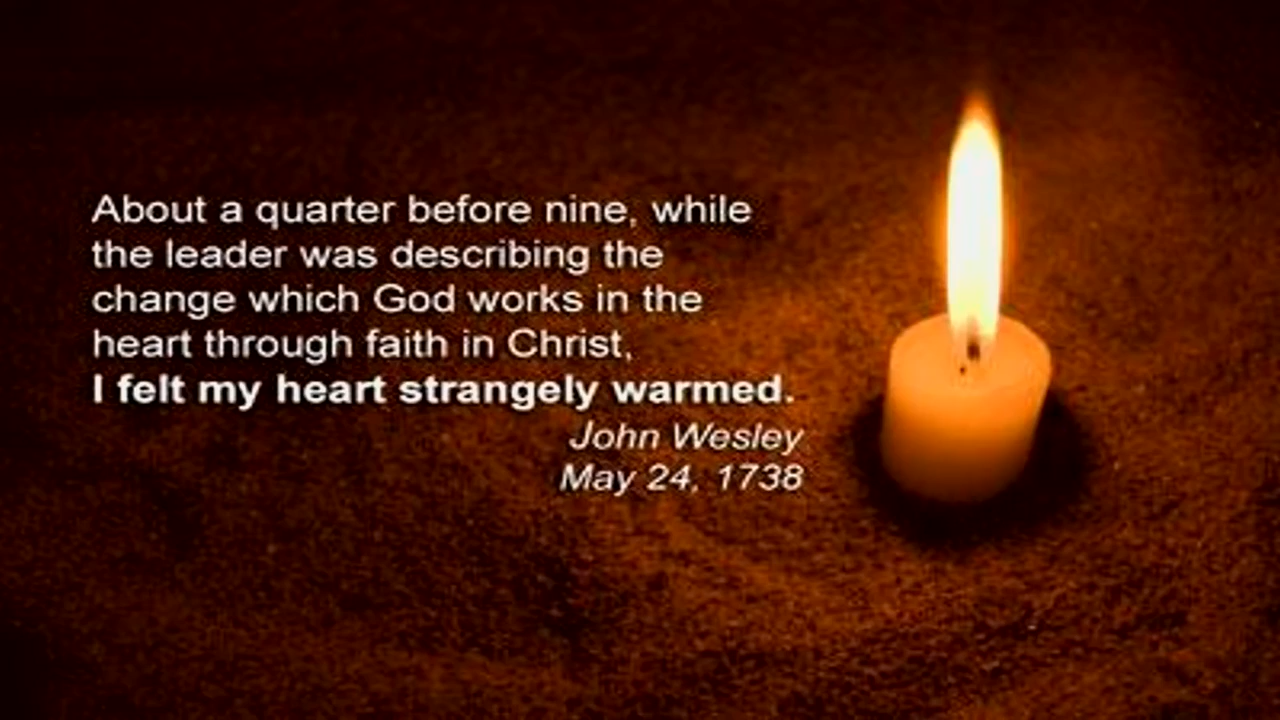 About a quarter before nine, while
the leader was describing the
change which God works in the
heart through faith in Christ,
I felt my heart strangely warmed.
John Wesley
May 24, 1738